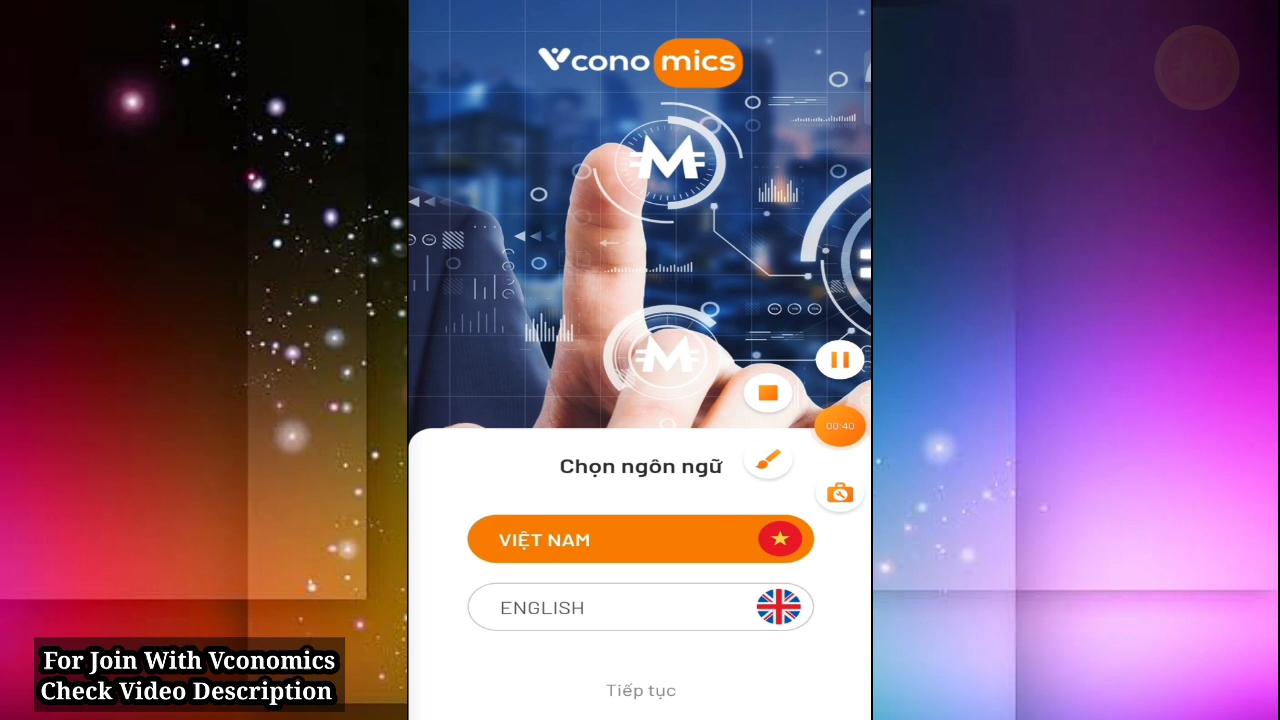 Vconomics
Chọn ngôn ngữ
00:40
VIỆT NAM
ENGLISH
Tiếp tục
For Join With Vconomics
Check Video Description